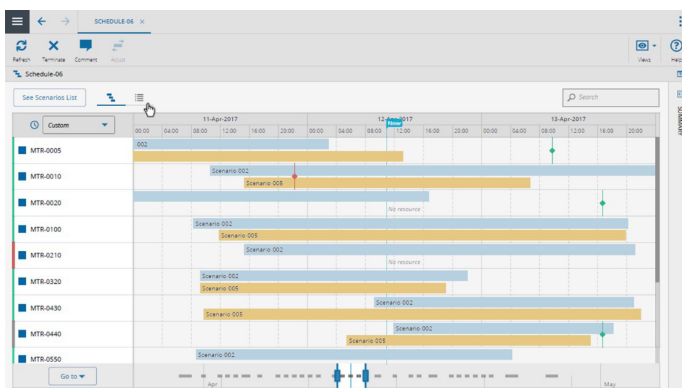 SCHEDULE-06
Refresh Terminate Comment Adjust Views Help
Schedule-06
See Scenarios List
Search
SUMMARY
Custom
11-Apr-2017 12-Apr-2017 13-Apr-2017
Now
00:00 04:00 08:00 12:00 16:00 20:00 00:00 04:00 08:00 12:00 16:00 20:00 00:00 04:00 08:00 12:00 16:00 20:00
MTR-0005
002
MTR-0010
Scenario 002
Scenario 005
MTR-0020
No resource
MTR-0100
Scenario 002
Scenario 005
MTR-0210
Scenario 002
No resource
MTR-0320
Scenario 002
Scenario 005
MTR-0430
Scenario 002
Scenario 005
MTR-0440
Scenario 002
Scenario 005
MTR-0550
Scenario 002
Go to
Apr May